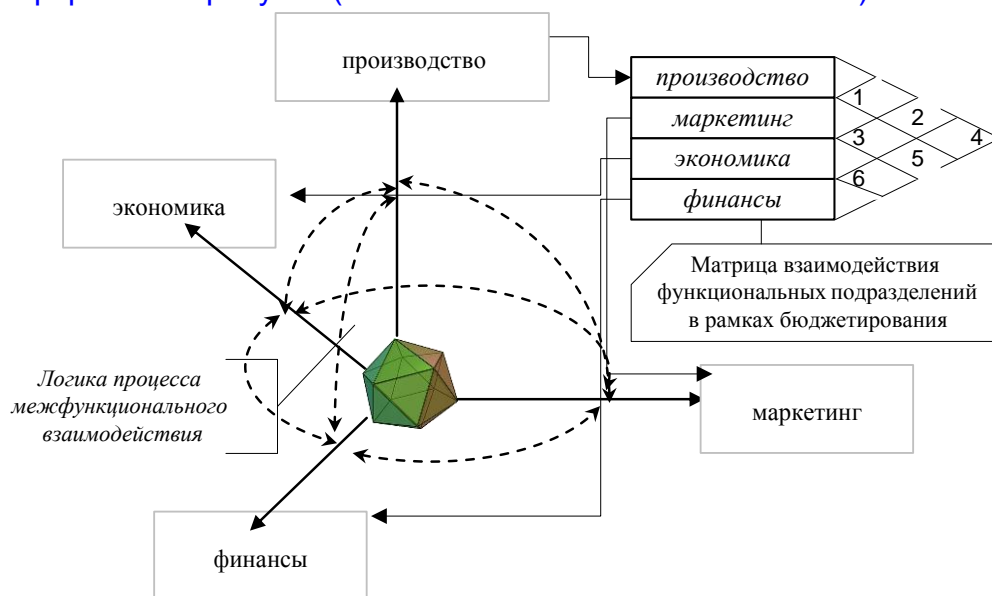 производство
производство
маркетинг
экономика
финансы
1
2
3
4
5
6
экономика
Матрица взаимодействия
функциональных подразделений
в рамках бюджетирования
Логика процесса
межфункционального
взаимодействия
маркетинг
финансы